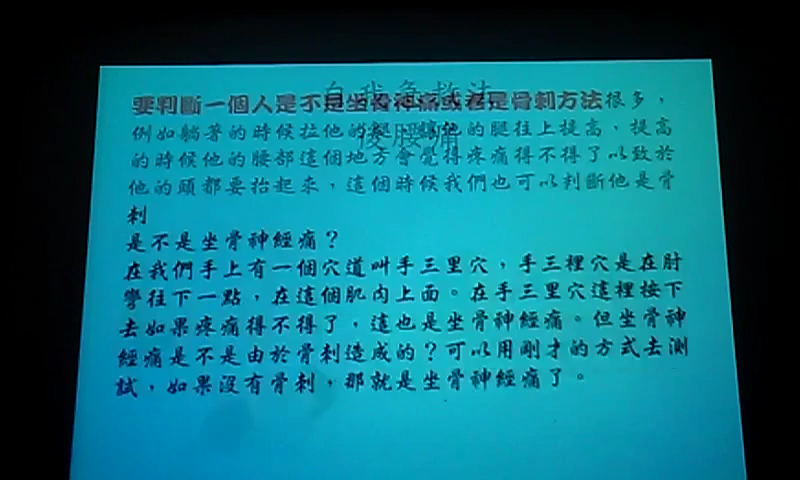 自我急救法
後腰痛
要判斷一個人是不是坐骨神經痛或者是骨刺方法很多，
例如躺著的時候拉他的腿，讓他的腿往上提高，提高
的時候他的腰部這個地方會覺得疼痛得不得了以致於
他的頭都要抬起來，這個時候我們也可以判斷他是骨
刺
是不是坐骨神經痛？
在我們手上有一個穴道叫手三里穴，手三裡穴是在肘
彎往下一點，在這個肌肉上面。在手三里穴這裡按下
去如果疼痛得不得了，這也是坐骨神經痛。但坐骨神
經痛是不是由於骨刺造成的？可以用剛才的方式去測
試，如果沒有骨刺，那就是坐骨神經痛了。